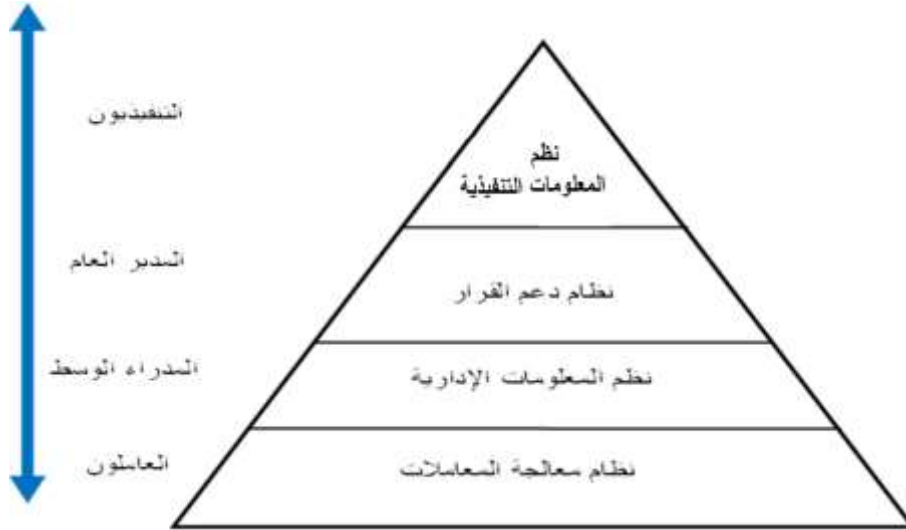 التنفيذيون
نظم
المعلومات التنفيذية
المدير العام
نظام دعم القرار
المدراء الوسط
نظم المعلومات الإدارية
العاملون
نظام معالجة المعاملات